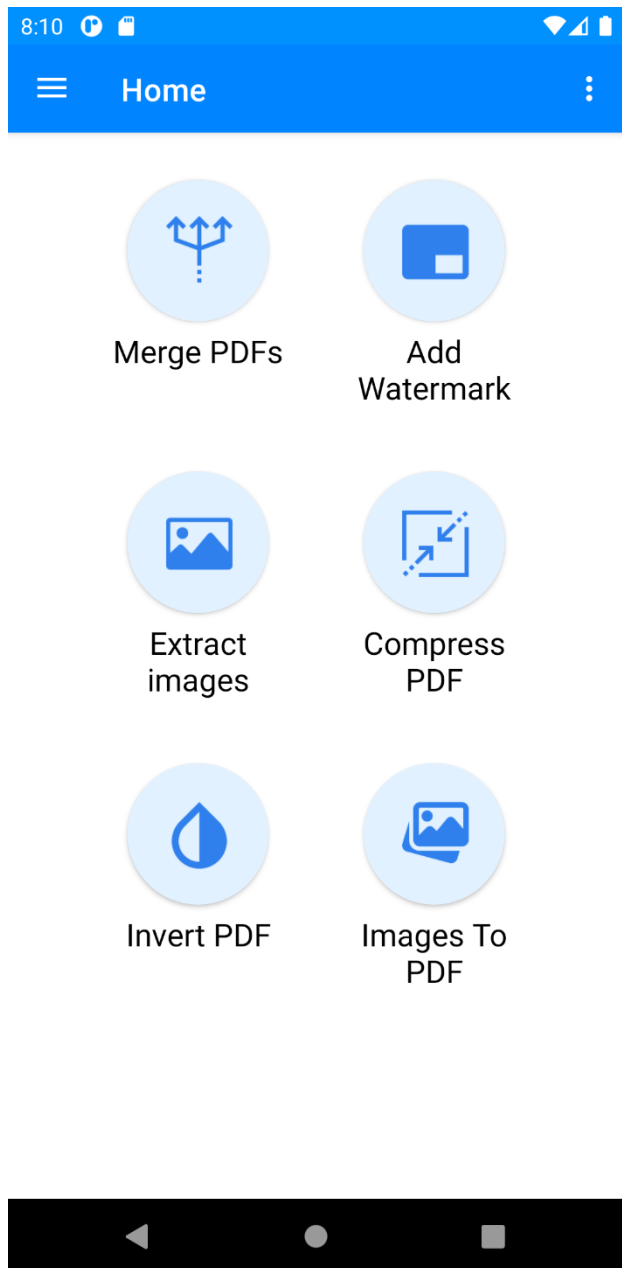 8:10
Home
Merge PDFs
Add
Watermark
Extract
images
Compress
PDF
Invert PDF
Images To
PDF